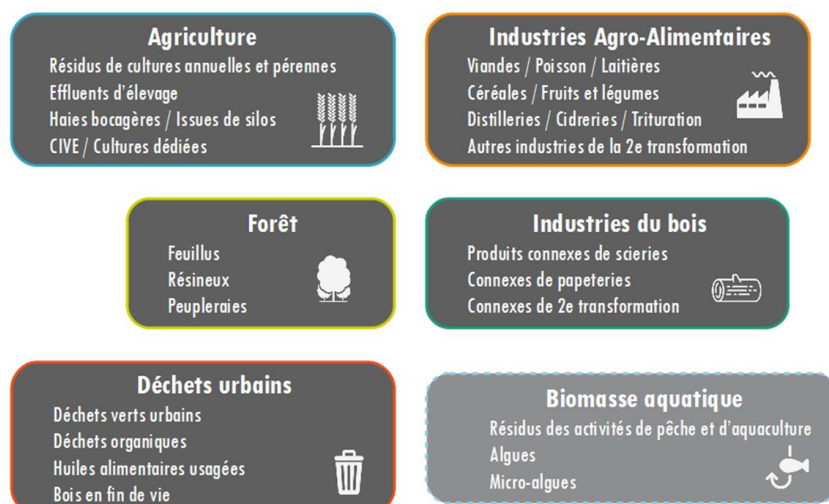 Agriculture
Résidus de cultures annuelles et pérennes
Effluents d'élevage
Haies bocagères / Issues de silos
CIVE / Cultures dédiées
Industries Agro-Alimentaires
Viandes / Poisson / Laitières
Céréales / Fruits et légumes
Distilleries / Cidreries / Trituration
Autres industries de la 2e transformation
Forêt
Feuillus
Résineux
Peupleraies
Industries du bois
Produits connexes de scieries
Connexes de papeteries
Connexes de 2e transformation
Déchets urbains
Déchets verts urbains
Déchets organiques
Huiles alimentaires usagées
Bois en fin de vie
Biomasse aquatique
Résidus des activités de pêche et d'aquaculture
Algues
Micro-algues